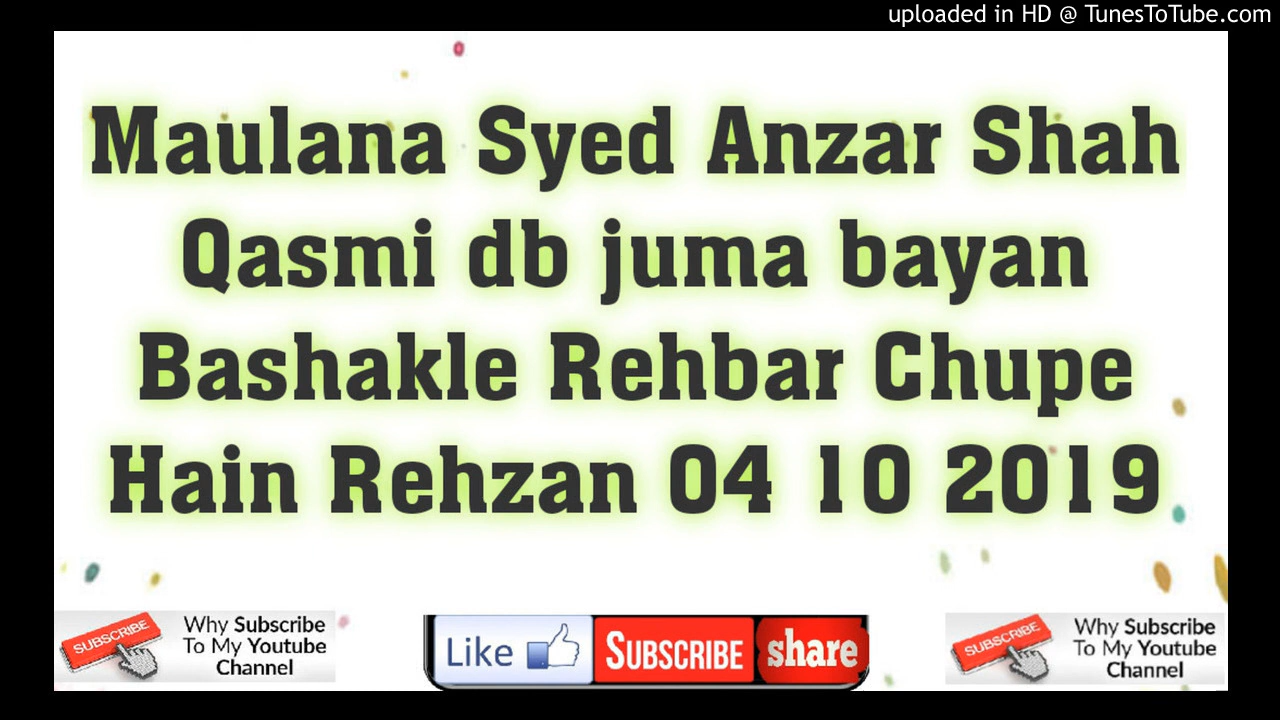 uploaded in HD @ TunesToTube.com
Maulana Syed Anzar Shah
Qasmi db juma bayan
Bashakle Rehbar Chupe
Hain Rehzan 04 10 2019
SUBSCRIBE
Why Subscribe
To My Youtube
Channel
Like SUBSCRIBE share
SUBSCRIBE
Why Subscribe
To My Youtube
Channel